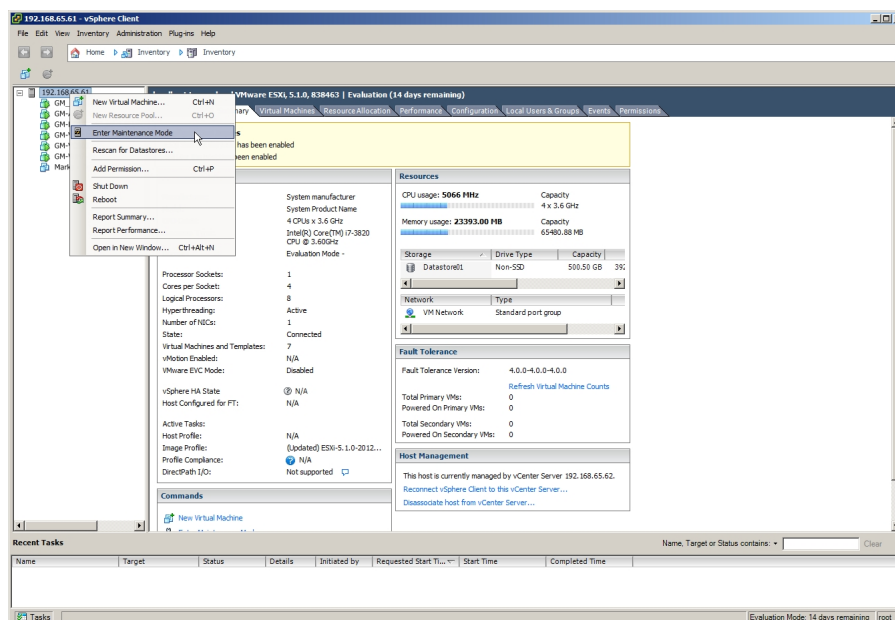 192.168.65.61 - vSphere Client
File Edit View Inventory Administration Plug-ins Help
Home Inventory Inventory
192.168.65.61
GM_
GM-
GM-
GM-
GM-
GM-
Mark
New Virtual Machine... Ctrl+N
New Resource Pool... Ctrl+O
Enter Maintenance Mode
Rescan for Datastores...
Add Permission... Ctrl+P
Shut Down
Reboot
Report Summary...
Report Performance...
Open in New Window... Ctrl+Alt+N
VMware ESXi, 5.1.0, 838463 | Evaluation (14 days remaining)
Virtual Machines Resource Allocation Performance Configuration Local Users & Groups Events Permissions
has been enabled
been enabled
System manufacturer
System Product Name
4 CPUs x 3.6 GHz
Intel(R) Core(TM) i7-3820
CPU @ 3.60GHz
Evaluation Mode -
Processor Sockets: 1
Cores per Socket: 4
Logical Processors: 8
Hyperthreading: Active
Number of NICs: 1
State: Connected
Virtual Machines and Templates: 7
vMotion Enabled: N/A
VMware EVC Mode: Disabled
vSphere HA State N/A
Host Configured for FT: N/A
Active Tasks:
Host Profile: N/A
Image Profile: (Updated) ESXi-5.1.0-2012...
Profile Compliance: N/A
DirectPath I/O: Not supported
Commands
New Virtual Machine
Resources
CPU usage: 5066 MHz Capacity
4 x 3.6 GHz
Memory usage: 23393.00 MB Capacity
65480.88 MB
Storage Drive Type Capacity
Datastore01 Non-SSD 500.50 GB 392
Network Type
VM Network Standard port group
Fault Tolerance
Fault Tolerance Version: 4.0.0-4.0.0-4.0.0
Refresh Virtual Machine Counts
Total Primary VMs: 0
Powered On Primary VMs: 0
Total Secondary VMs: 0
Powered On Secondary VMs: 0
Host Management
This host is currently managed by vCenter Server 192.168.65.62.
Reconnect vSphere Client to this vCenter Server...
Disassociate host from vCenter Server...
Recent Tasks Name, Target or Status contains: Clear
Name Target Status Details Initiated by Requested Start Ti... Start Time Completed Time
Tasks Evaluation Mode: 14 days remaining root